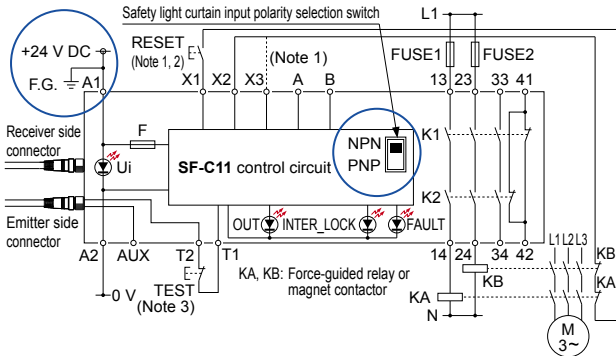 Safety light curtain input polarity selection switch
L1
+24 V DC
RESET
(Note 1, 2)
(Note 1)
FUSE1
FUSE2
F.G.
A1
X1
X2
X3
A
B
13
23
33
41
Receiver side
connector
F
NPN
PNP
K1
Ui
SF-C11 control circuit
K2
Emitter side
connector
OUT
INTER_LOCK
FAULT
A2
AUX
T2
T1
14
24
34
42
L1
L2
L3
KB
KA, KB: Force-guided relay or
magnet contactor
KB
KA
0 V
TEST
(Note 3)
KA
N
M
3~